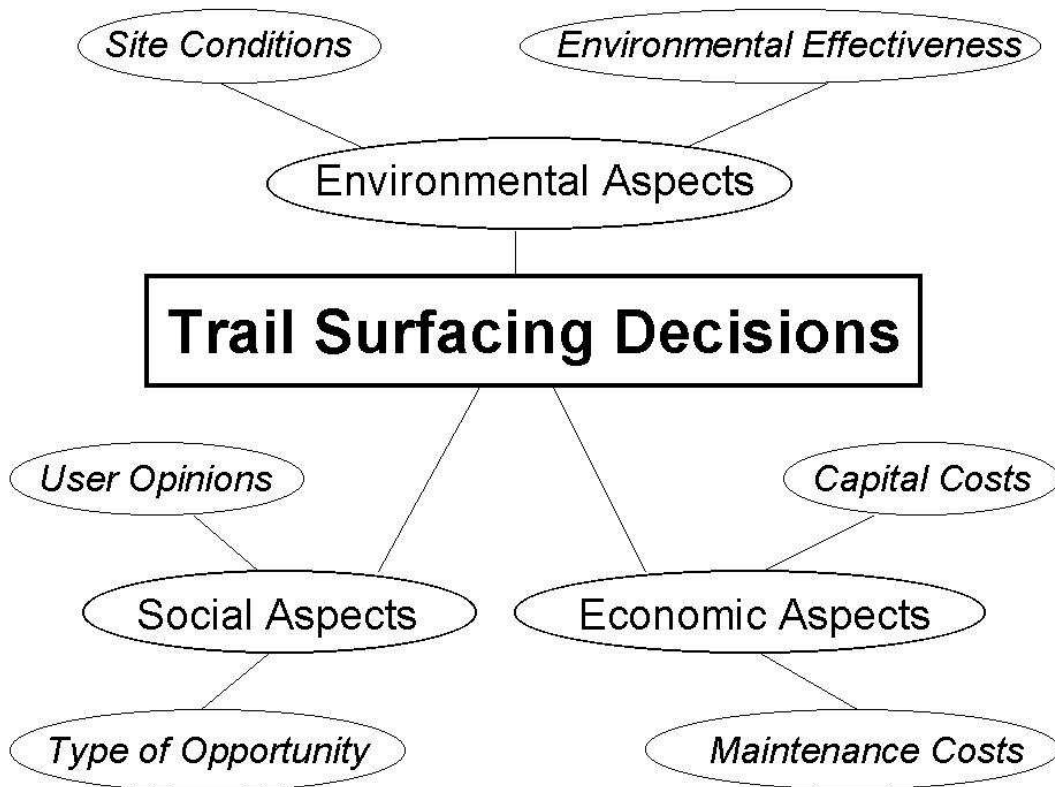 Site Conditions
Environmental Effectiveness
Environmental Aspects
Trail Surfacing Decisions
User Opinions
Capital Costs
Social Aspects
Economic Aspects
Type of Opportunity
Maintenance Costs